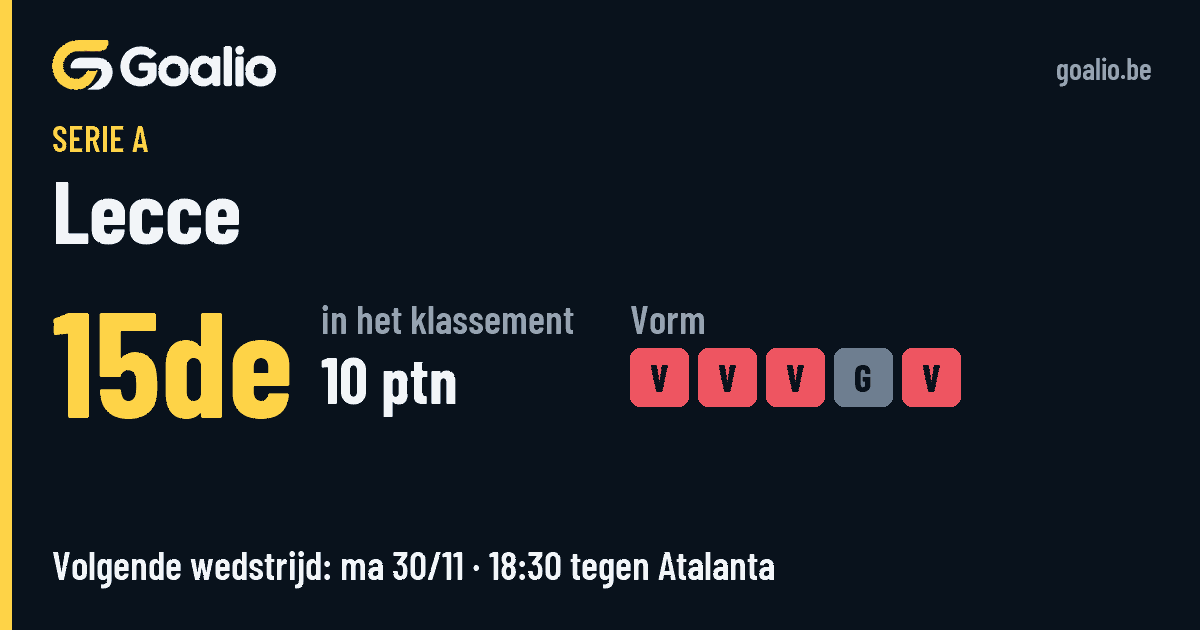 Goalio
goalio.be
SERIE A
Lecce
15de
in het klassement
10 ptn
Vorm
V V V G V
Volgende wedstrijd: ma 30/11 · 18:30 tegen Atalanta